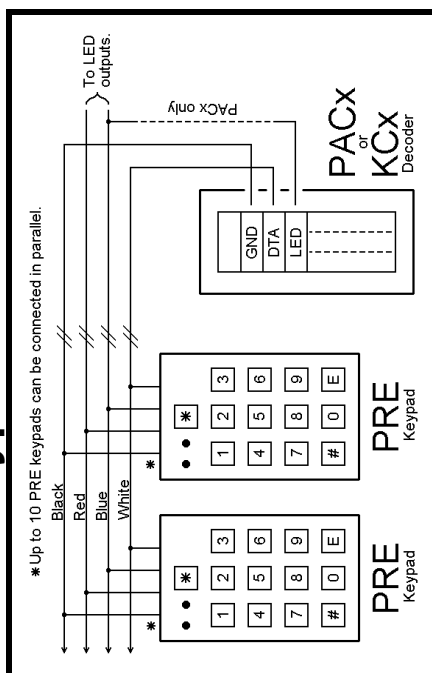 * Up to 10 PRE keypads can be connected in parallel.
Black
Red
Blue
White
To LED
outputs.
PACx only
*
*
1 2 3
4 5 6
7 8 9
# 0 E
PRE
Keypad
*
*
1 2 3
4 5 6
7 8 9
# 0 E
PRE
Keypad
GND
DTA
LED
PACx
or
KCx
Decoder